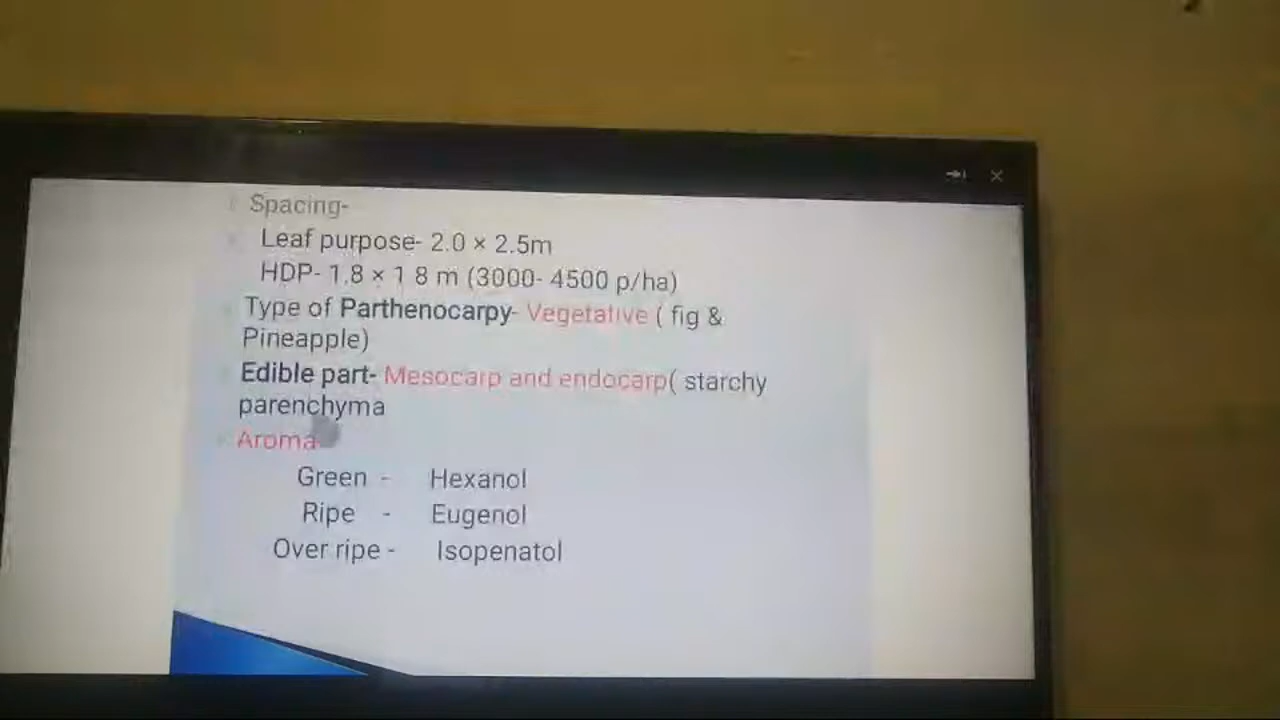 Spacing-
Leaf purpose- 2.0 × 2.5m
HDP- 1.8 × 1 8 m (3000- 4500 p/ha)
Type of Parthenocarpy- Vegetative ( fig &
Pineapple)
Edible part- Mesocarp and endocarp( starchy
parenchyma
Aroma
Green - Hexanol
Ripe - Eugenol
Over ripe - Isopenatol